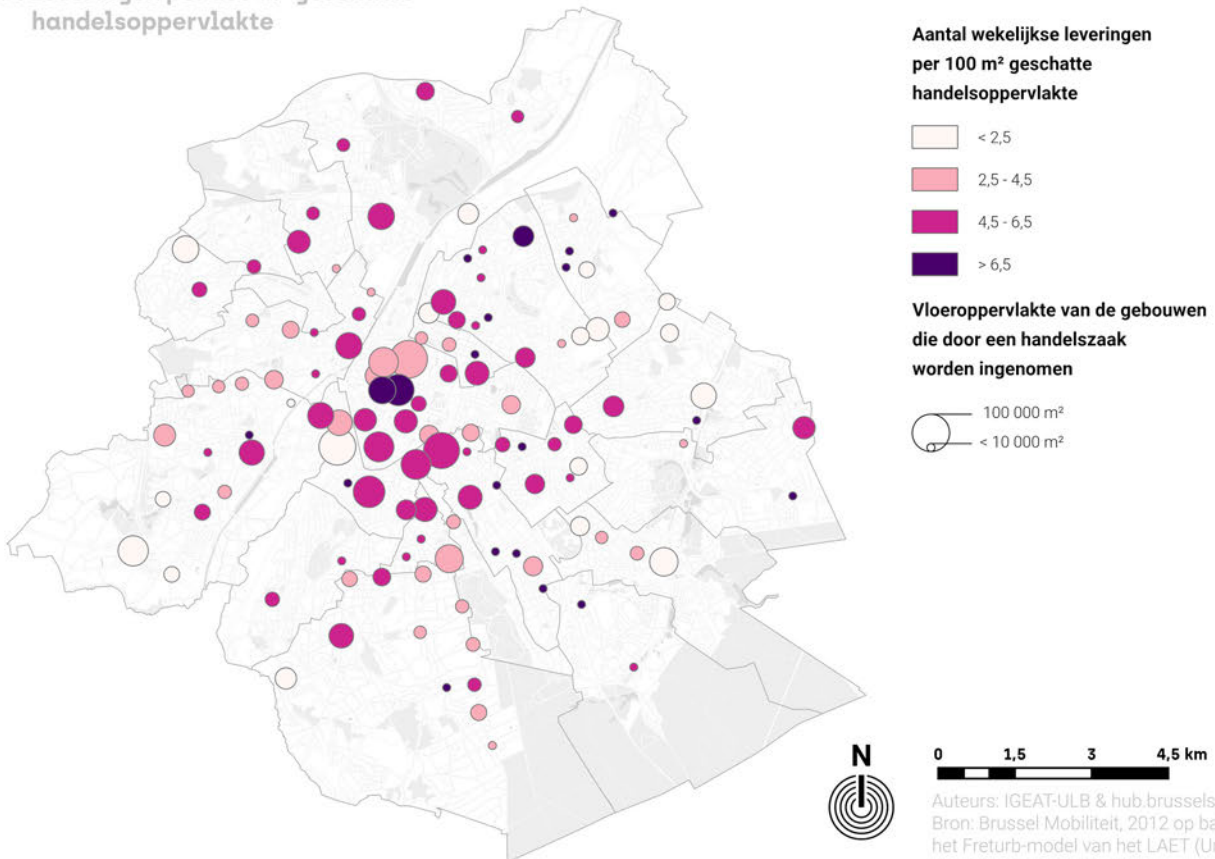 handelsoppervlakte
Aantal wekelijkse leveringen
per 100 m² geschatte
handelsoppervlakte
< 2,5
2,5 - 4,5
4,5 - 6,5
> 6,5
Vloeroppervlakte van de gebouwen
die door een handelszaak
worden ingenomen
100 000 m²
< 10 000 m²
N
0 1,5 3 4,5 km
Auteurs: IGEAT-ULB & hub.brussels
Bron: Brussel Mobiliteit, 2012 op
het Freturb-model van het LAET